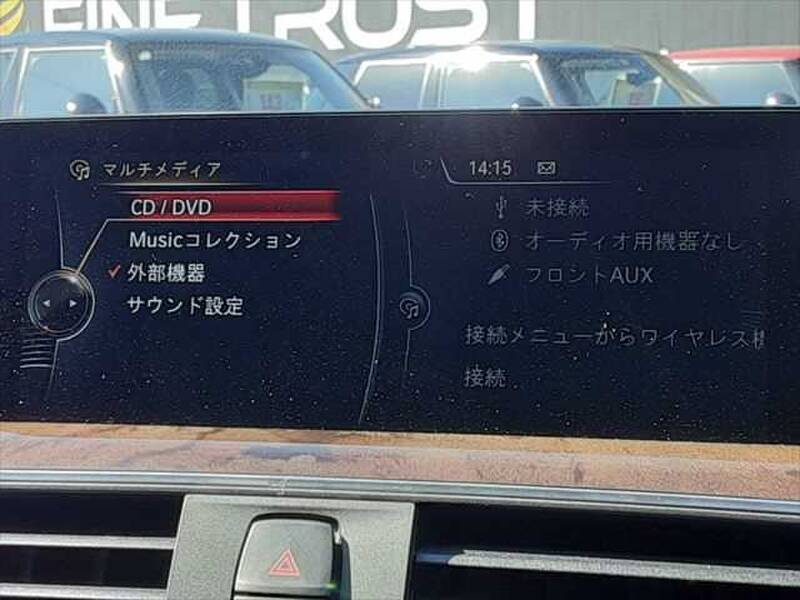 FINE TRUST
マルチメディア
14:15
CD / DVD
未接続
Musicコレクション
オーディオ用機器なし
✓ 外部機器
フロントAUX
サウンド設定
接続メニューからワイヤレス機
接続